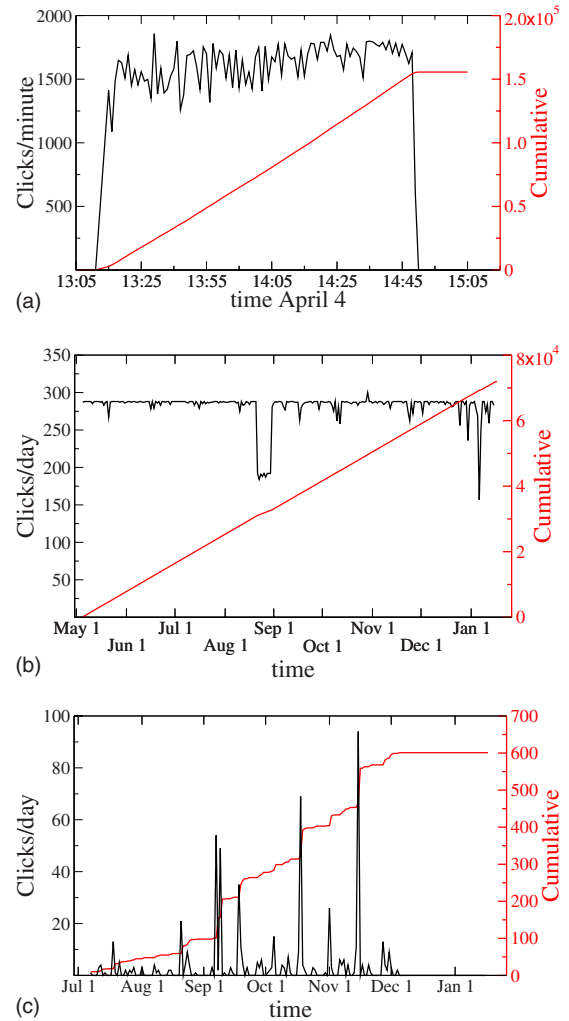 2000
1500
1000
500
Clicks/minute
2.0x10⁵
1.5
1.0
0.5
0
Cumulative
13:05 13:25 13:55 14:05 14:25 14:45 15:05
(a) time April 4
350
300
250
200
150
100
50
Clicks/day
8x10⁴
6
4
2
0
Cumulative
May 1 Jul 1 Sep 1 Nov 1 Jan 1
Jun 1 Aug 1 Oct 1 Dec 1
(b) time
100
80
60
40
20
Clicks/day
700
600
500
400
300
200
100
0
Cumulative
Jul 1 Aug 1 Sep 1 Oct 1 Nov 1 Dec 1 Jan 1
(c) time